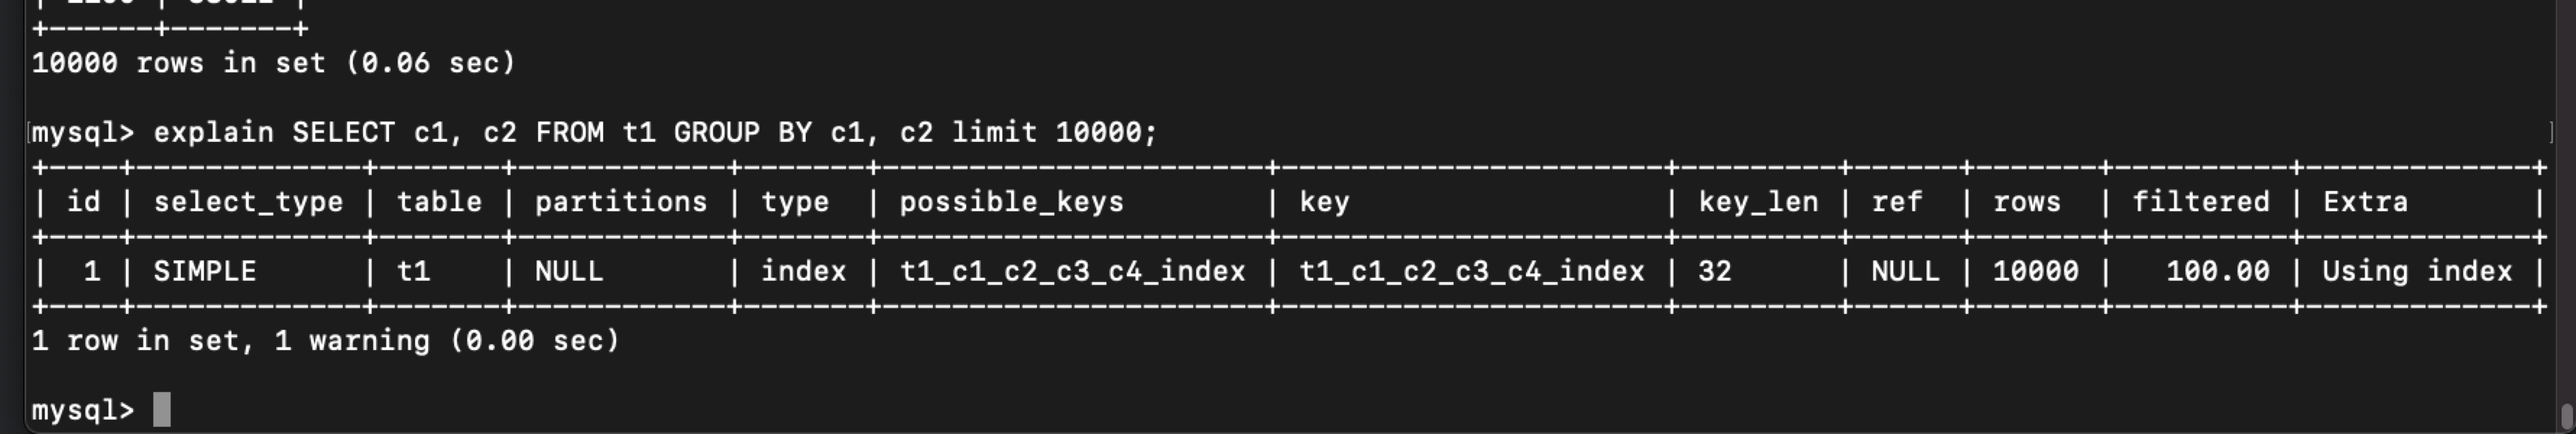 +------+-------+
10000 rows in set (0.06 sec)
[mysql> explain SELECT c1, c2 FROM t1 GROUP BY c1, c2 limit 10000; ]
+----+-------------+-------+------------+-------+----------------------+----------------------+---------+------+-------+----------+-------------+
| id | select_type | table | partitions | type  | possible_keys        | key                  | key_len | ref  | rows  | filtered | Extra       |
+----+-------------+-------+------------+-------+----------------------+----------------------+---------+------+-------+----------+-------------+
|  1 | SIMPLE      | t1    | NULL       | index | t1_c1_c2_c3_c4_index | t1_c1_c2_c3_c4_index | 32      | NULL | 10000 |   100.00 | Using index |
+----+-------------+-------+------------+-------+----------------------+----------------------+---------+------+-------+----------+-------------+
1 row in set, 1 warning (0.00 sec)
mysql>